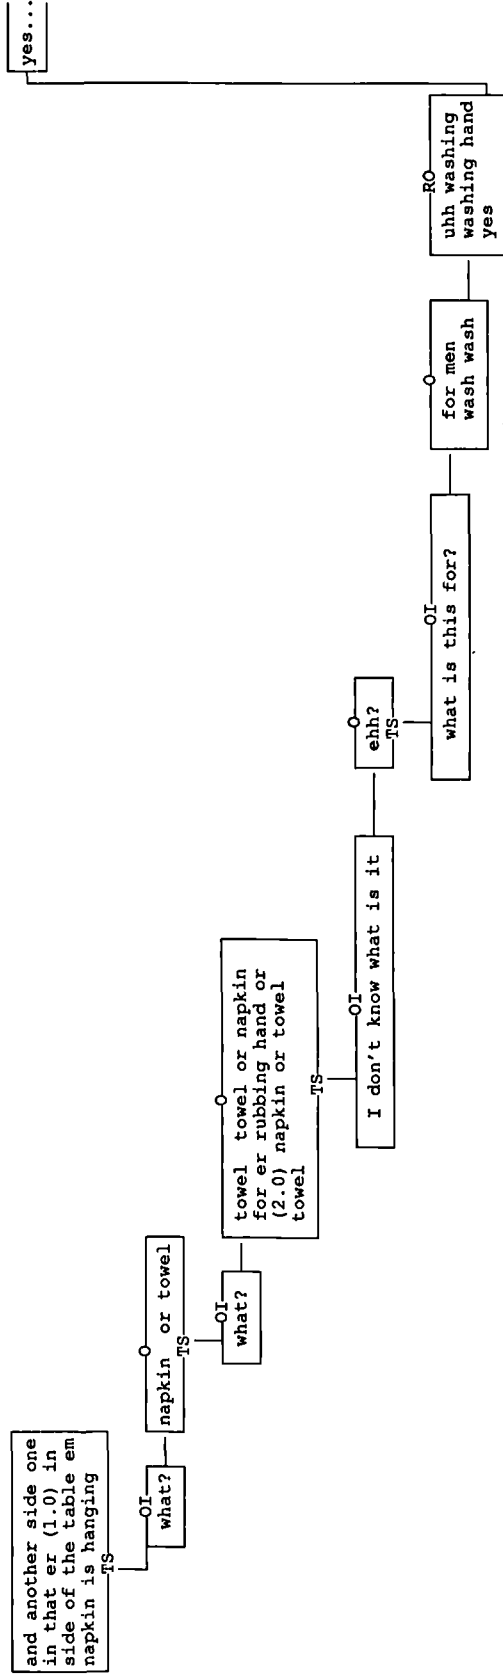 and another side one
in that er (1.0) in
side of the table em
napkin is hanging
TS
OI
what?
O
napkin or towel
TS
OI
what?
O
towel towel or napkin
for er rubbing hand or
(2.0) napkin or towel
towel
TS
OI
I don't know what is it
O
ehh?
TS
OI
what is this for?
O
for men
wash wash
RO
uhh washing
washing hand
yes
yes...